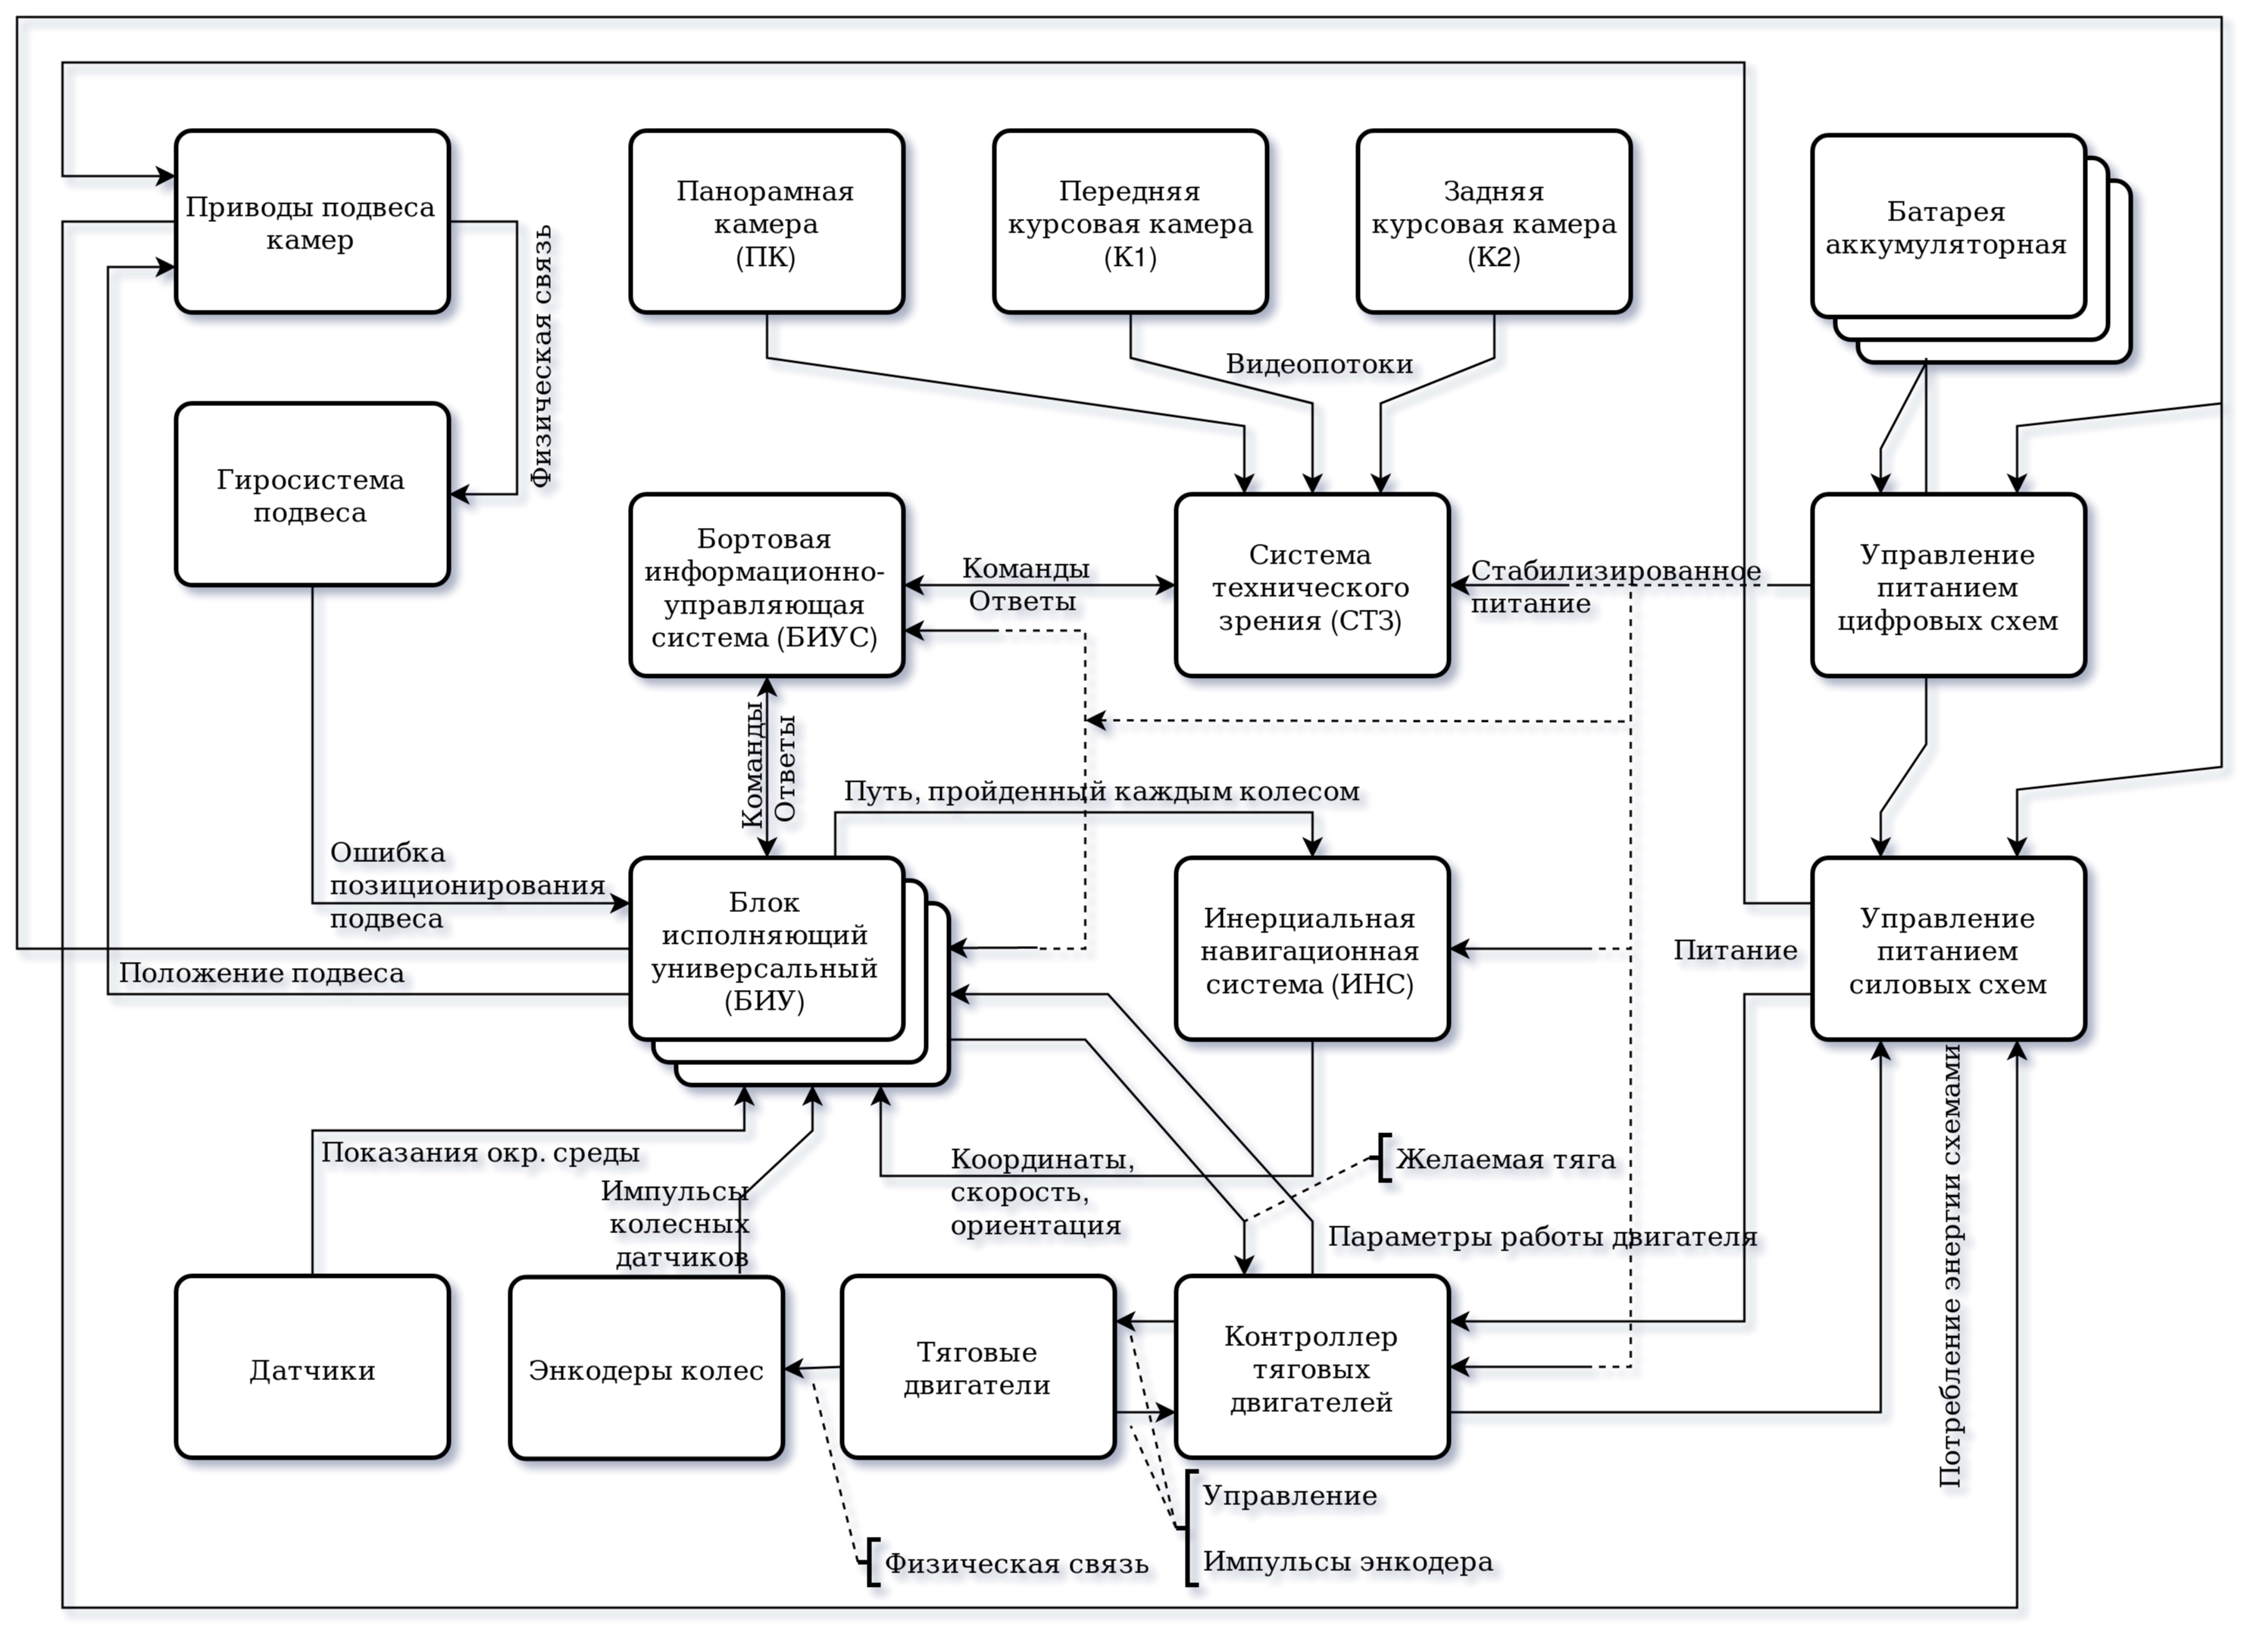 Приводы подвеса
камер
Панорамная
камера
(ПК)
Передняя
курсовая камера
(К1)
Задняя
курсовая камера
(К2)
Батарея
аккумуляторная
Физическая связь
Видеопотоки
Гиросистема
подвеса
Бортовая
информационно-
управляющая
система (БИУС)
Команды
Ответы
Система
технического
зрения (СТЗ)
Стабилизированное
питание
Управление
питанием
цифровых схем
Команды
Ответы
Путь, пройденный каждым колесом
Ошибка
позиционирования
подвеса
Положение подвеса
Блок
исполняющий
универсальный
(БИУ)
Инерциальная
навигационная
система (ИНС)
Питание
Управление
питанием
силовых схем
Показания окр. среды
Импульсы
колесных
датчиков
Координаты,
скорость,
ориентация
Желаемая тяга
Параметры работы двигателя
Потребление энергии схемами
Датчики
Энкодеры колес
Тяговые
двигатели
Контроллер
тяговых
двигателей
Управление
Импульсы энкодера
Физическая связь